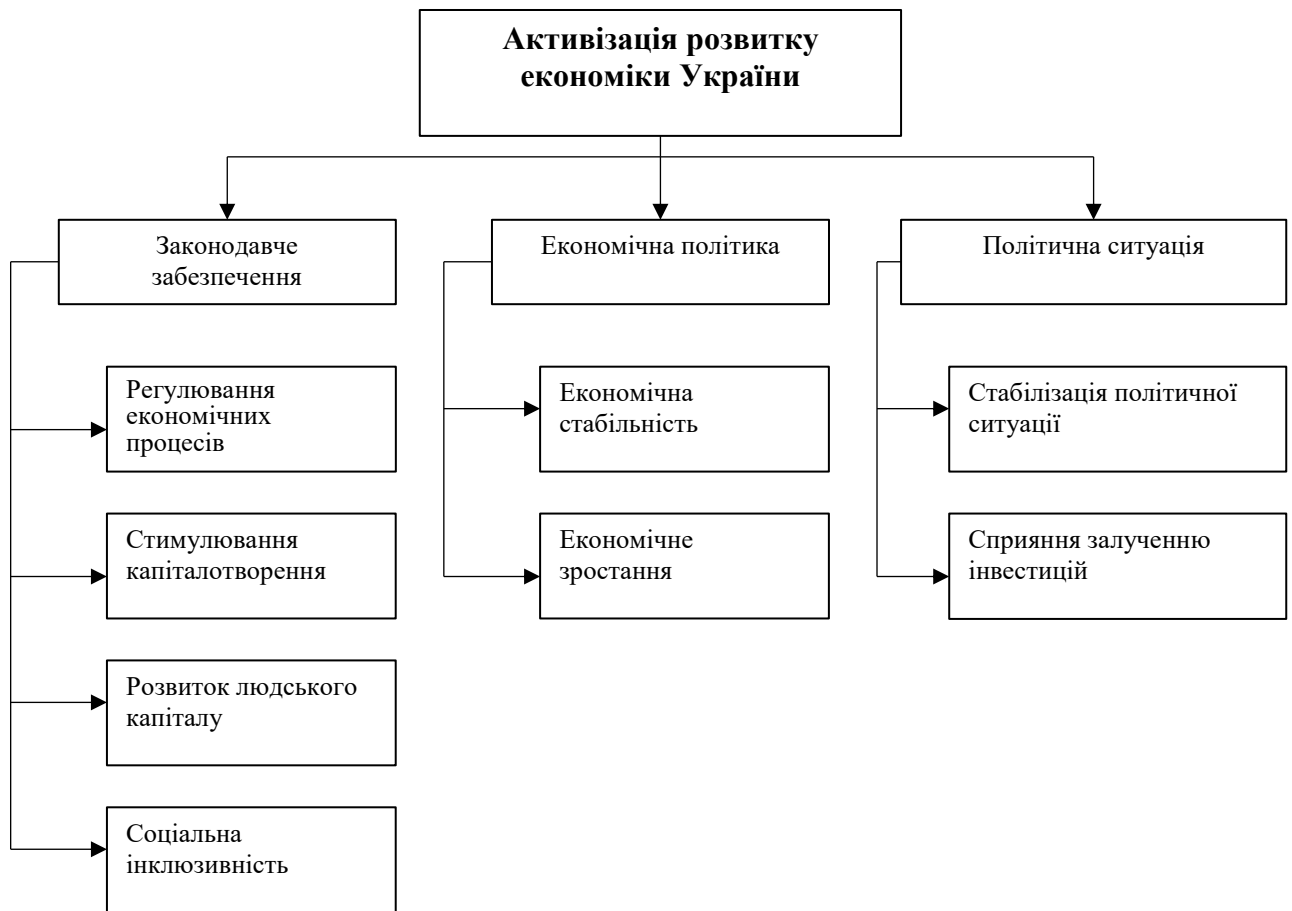 Активізація розвитку
економіки України
Законодавче
забезпечення
Економічна політика
Політична ситуація
Регулювання
економічних
процесів
Економічна
стабільність
Стабілізація політичної
ситуації
Стимулювання
капіталотворення
Економічне
зростання
Сприяння залученню
інвестицій
Розвиток людського
капіталу
Соціальна
інклюзивність